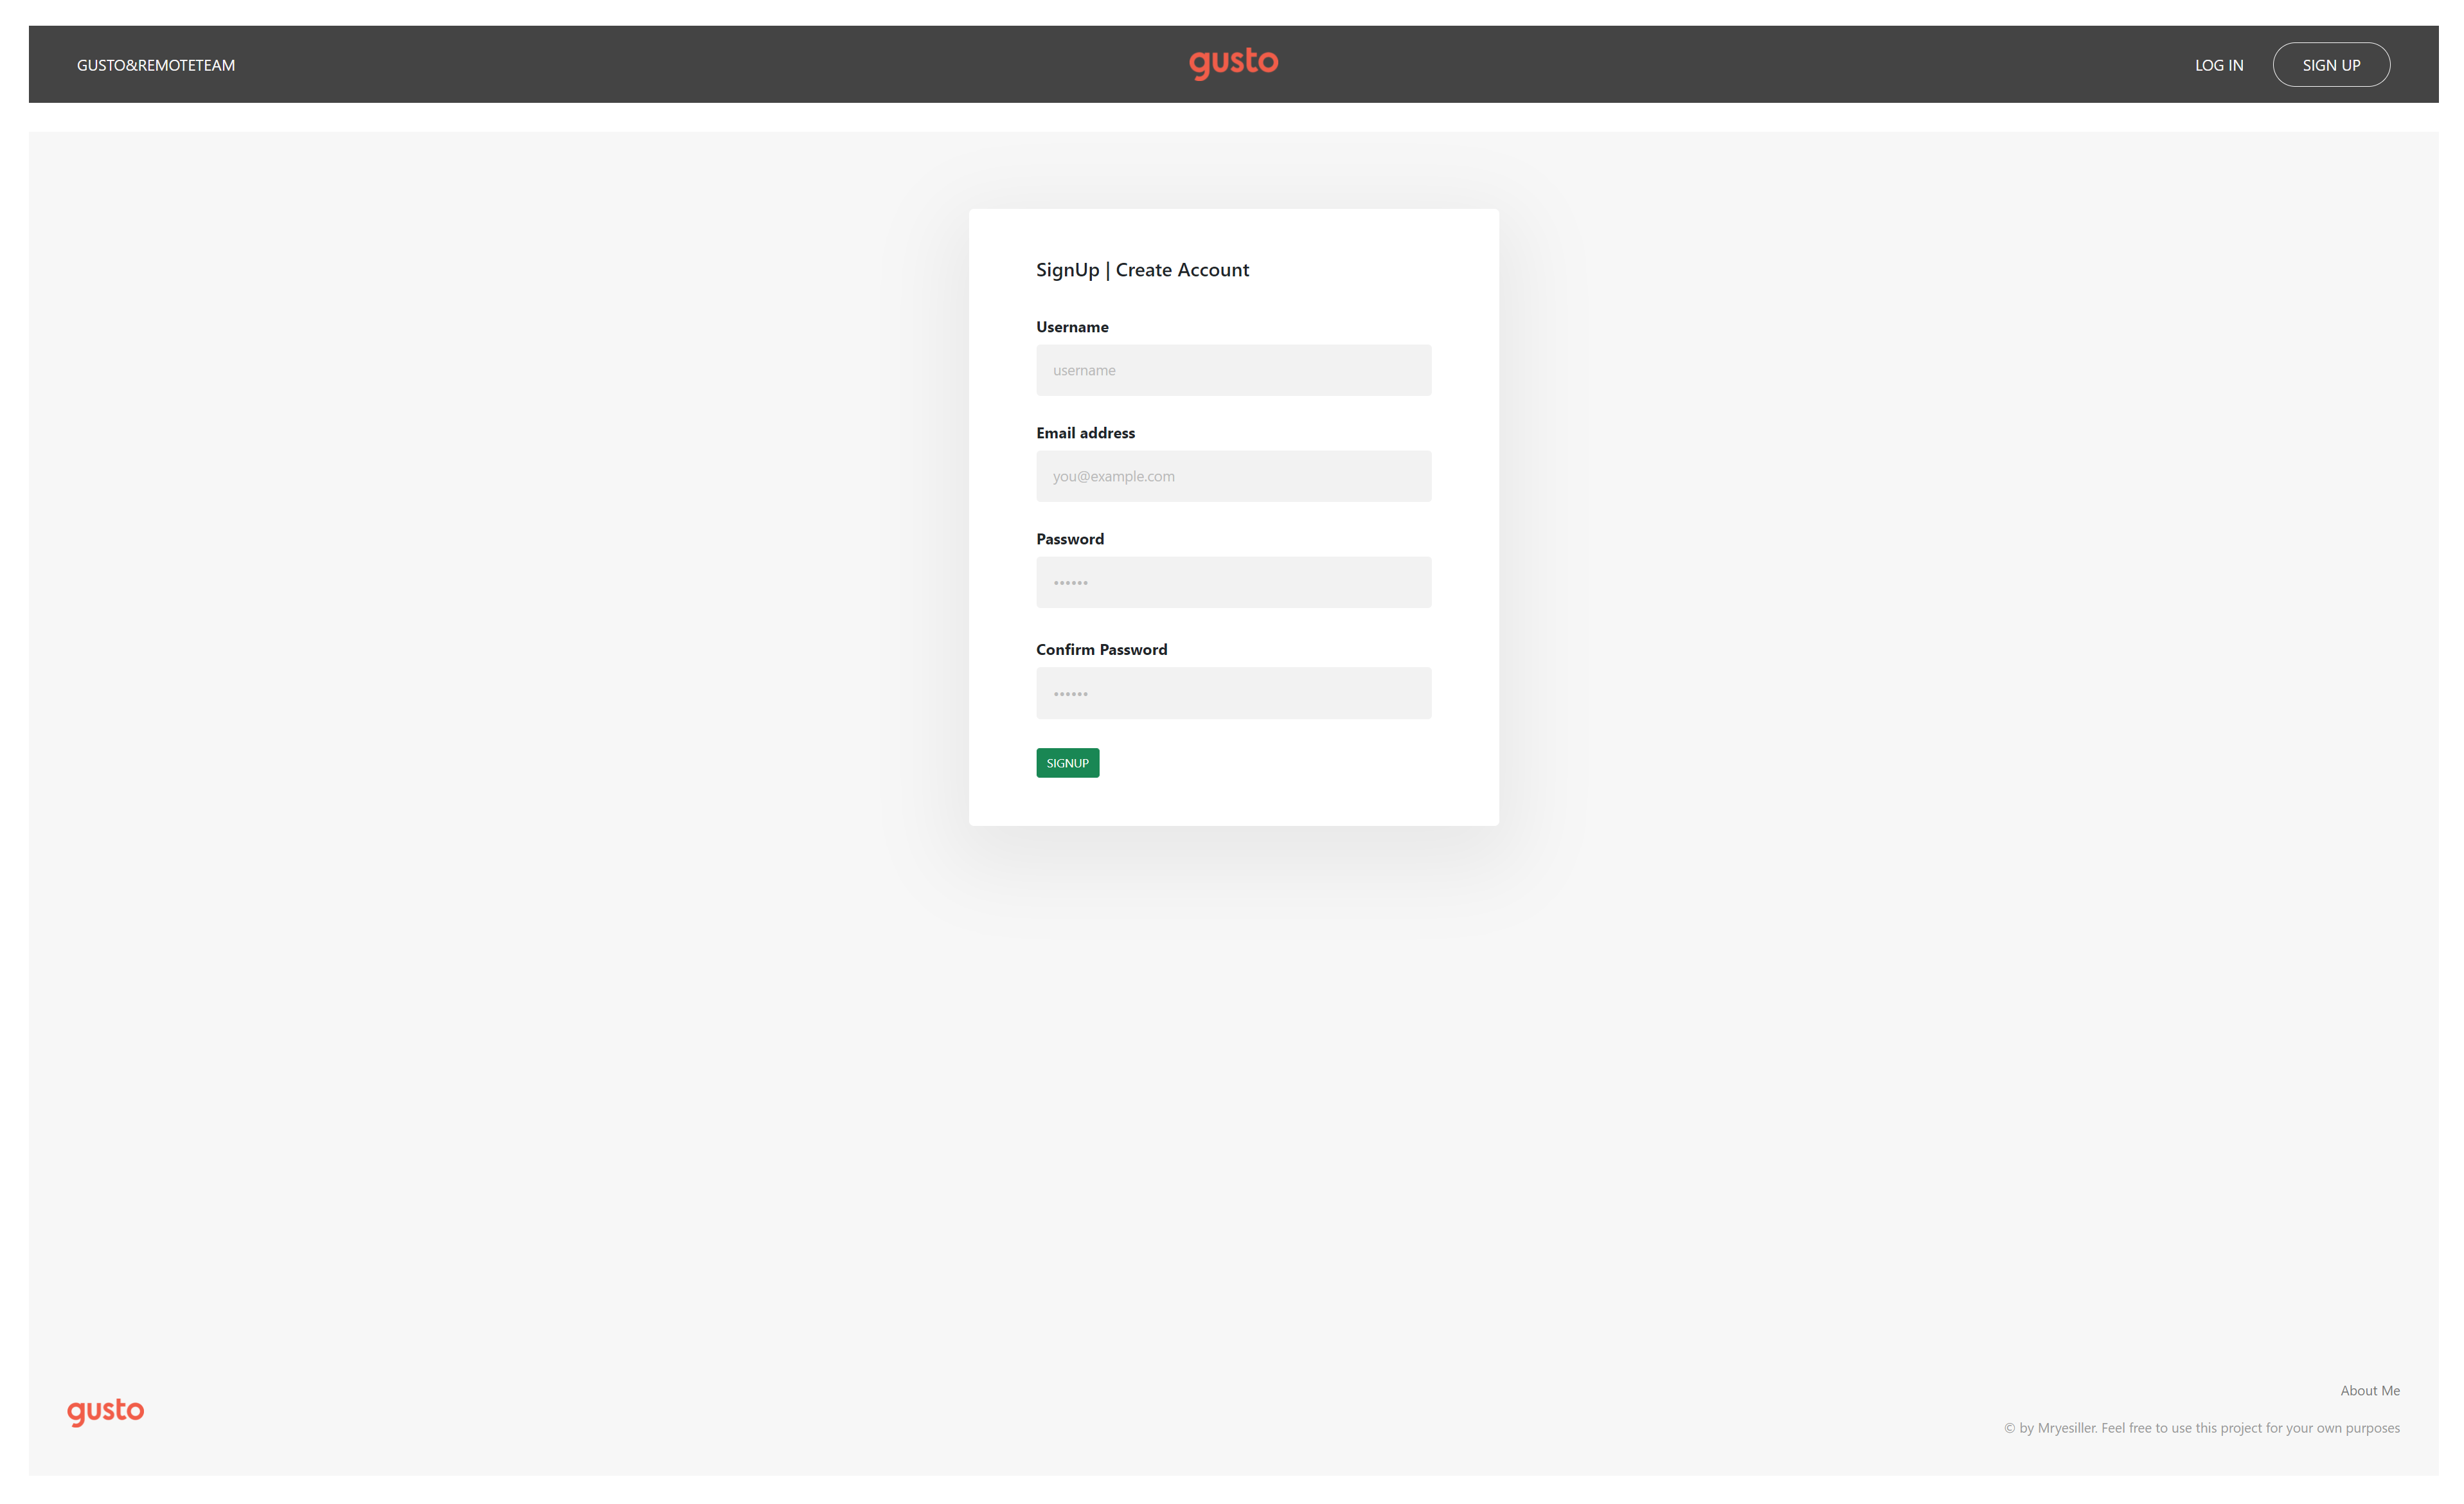 GUSTO&REMOTETEAM
gusto
LOG IN
SIGN UP
SignUp | Create Account
Username
username
Email address
you@example.com
Password
••••••
Confirm Password
••••••
SIGNUP
gusto
About Me
© by Mryesiller. Feel free to use this project for your own purposes